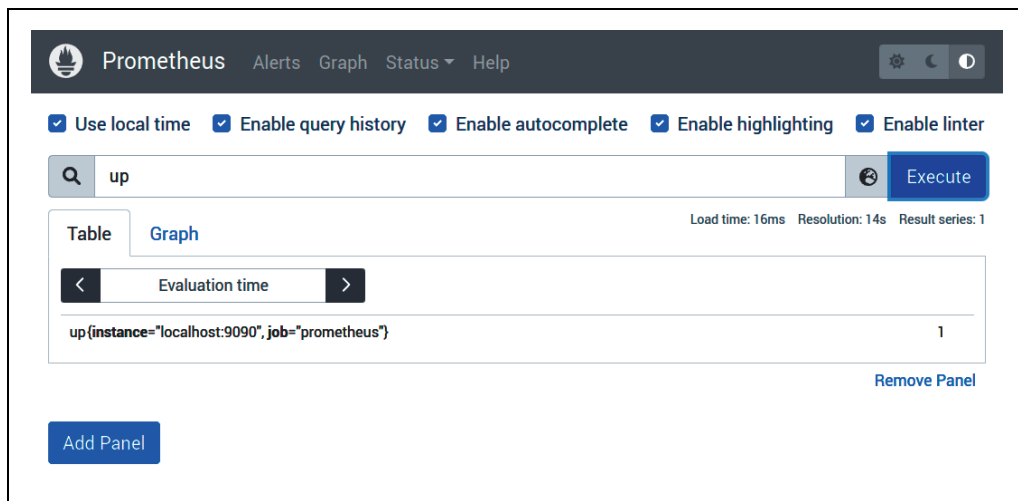 Prometheus Alerts Graph Status Help
Use local time Enable query history Enable autocomplete Enable highlighting Enable linter
up Execute
Load time: 16ms Resolution: 14s Result series: 1
Table Graph
Evaluation time
up{instance="localhost:9090", job="prometheus"} 1
Remove Panel
Add Panel